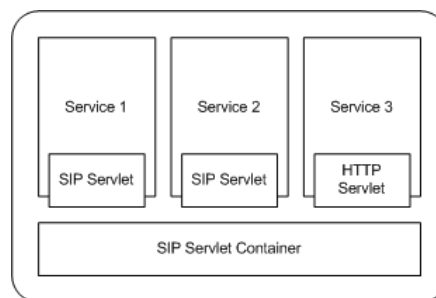 Service 1
Service 2
Service 3
SIP Servlet
SIP Servlet
HTTP
Servlet
SIP Servlet Container